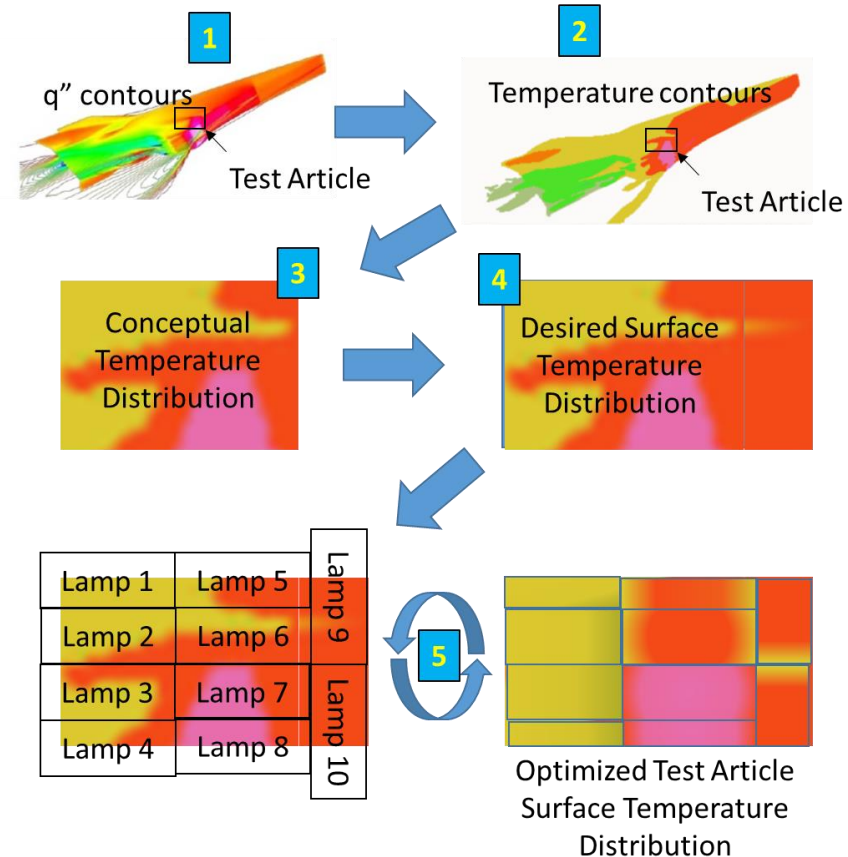 1
2
q” contours
Temperature contours
Test Article
Test Article
3
4
Conceptual
Temperature
Distribution
Desired Surface
Temperature
Distribution
Lamp 1
Lamp 5
Lamp 9
Lamp 2
Lamp 6
Lamp 3
Lamp 7
Lamp 10
Lamp 4
Lamp 8
5
Optimized Test Article
Surface Temperature
Distribution